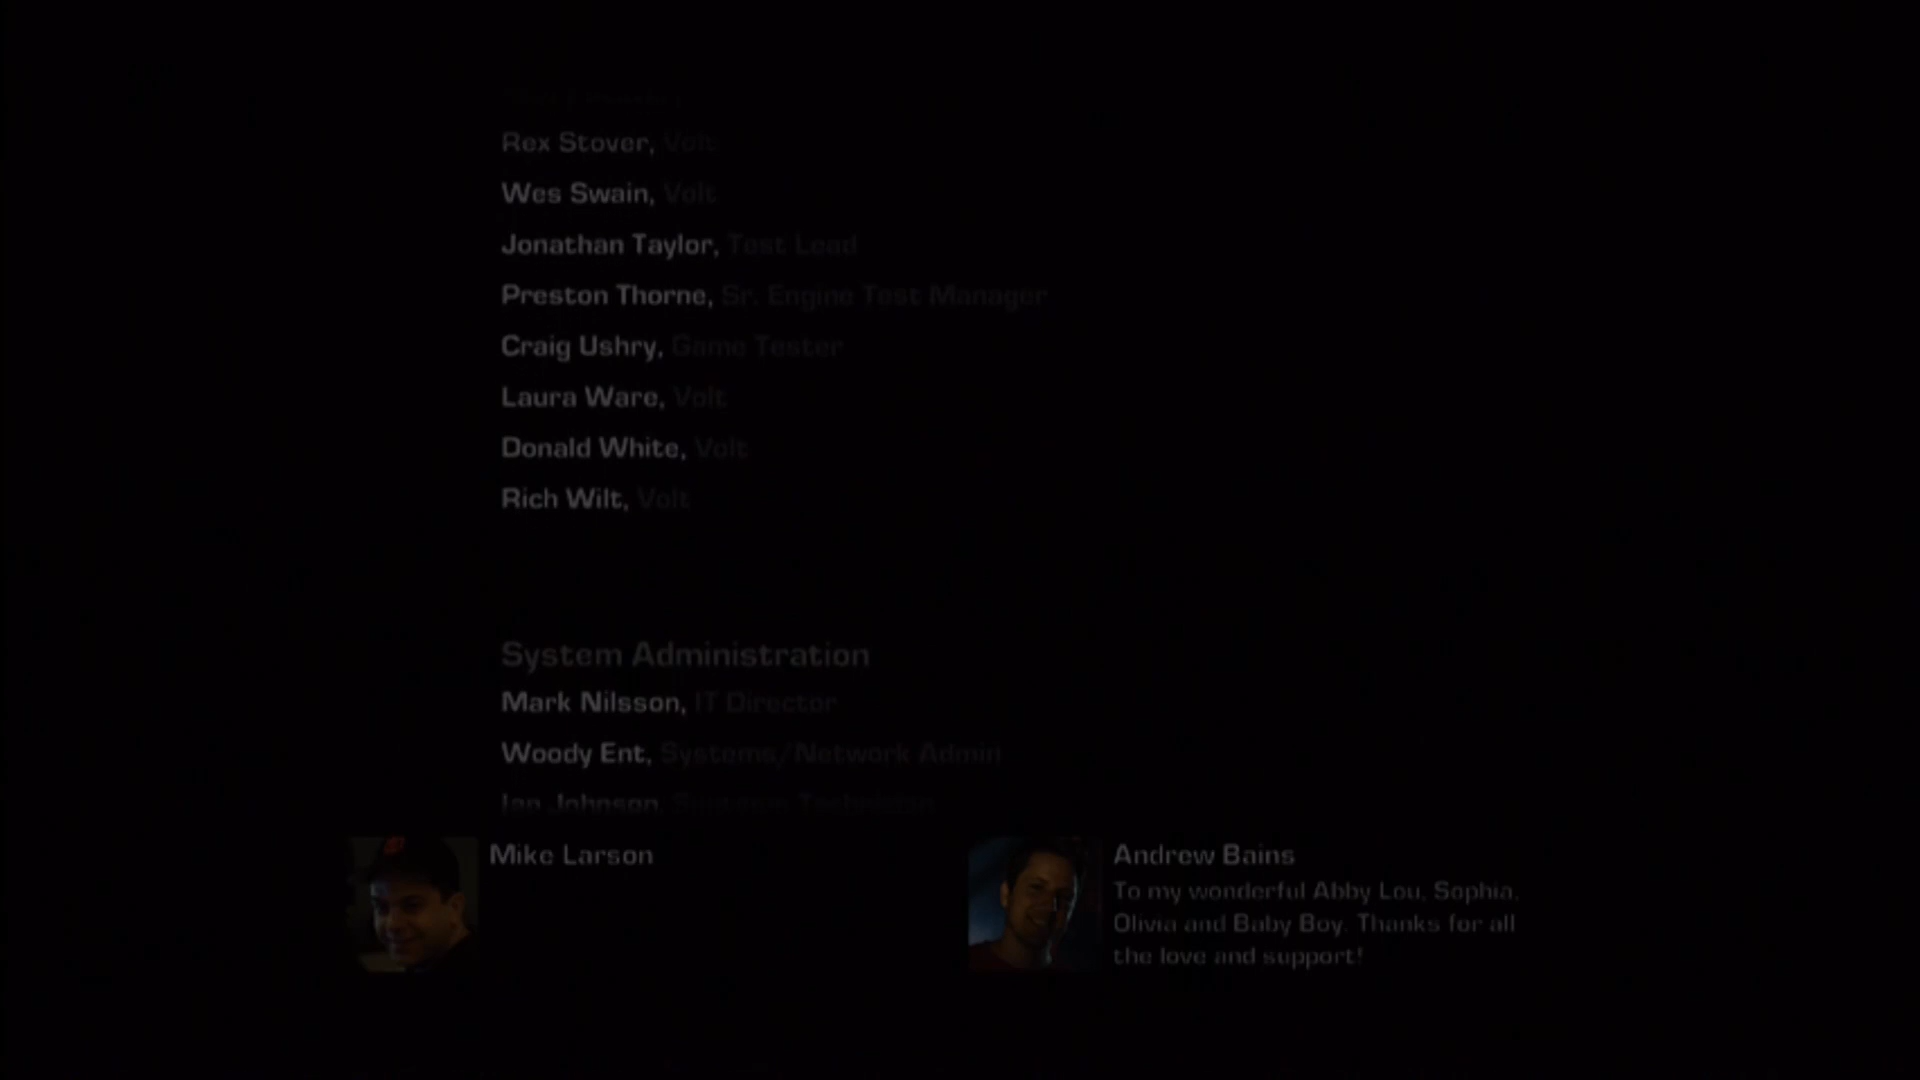 Rex Stover, Volt
Wes Swain, Volt
Jonathan Taylor, Test Lead
Preston Thorne, Sr. Engine Test Manager
Craig Ushry, Game Tester
Laura Ware, Volt
Donald White, Volt
Rich Wilt, Volt
System Administration
Mark Nilsson, IT Director
Woody Ent, Systems/Network Admin
Ian Johnson,
Mike Larson
Andrew Bains
To my wonderful Abby Lou, Sophia,
Olivia and Baby Boy. Thanks for all
the love and support!